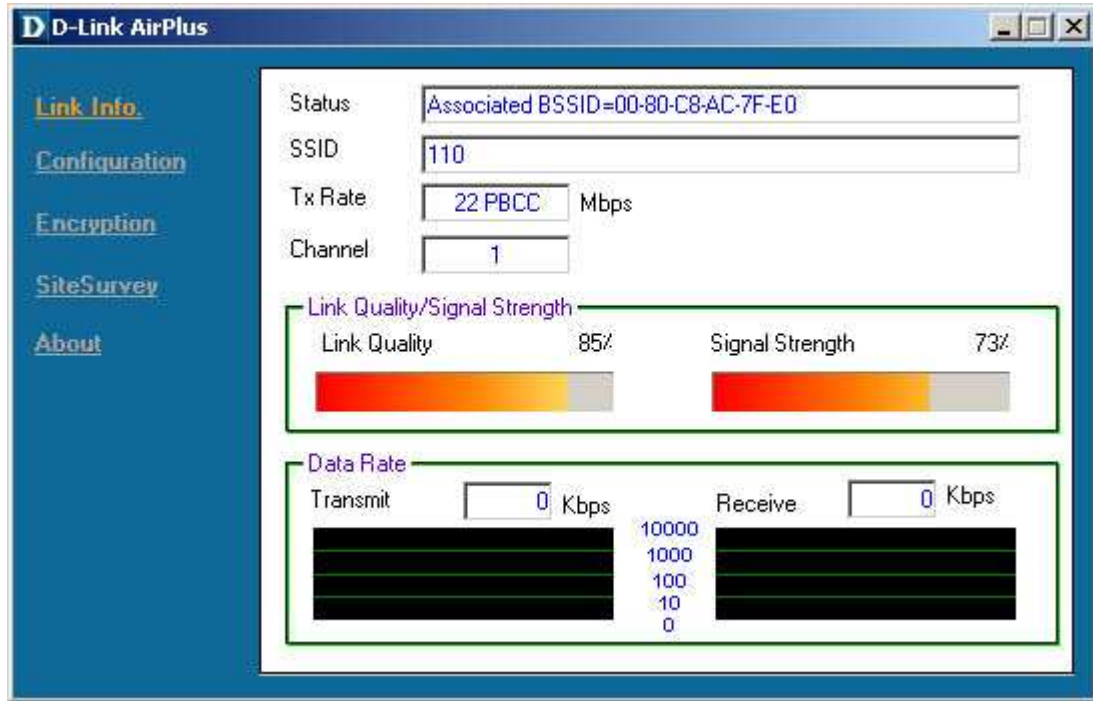 D D-Link AirPlus
Link Info.
Configuration
Encryption
SiteSurvey
About
Status Associated BSSID=00-80-C8-AC-7F-E0
SSID 110
Tx Rate 22 PBCC Mbps
Channel 1
Link Quality/Signal Strength
Link Quality 85% Signal Strength 73%
Data Rate
Transmit 0 Kbps Receive 0 Kbps
10000
1000
100
10
0